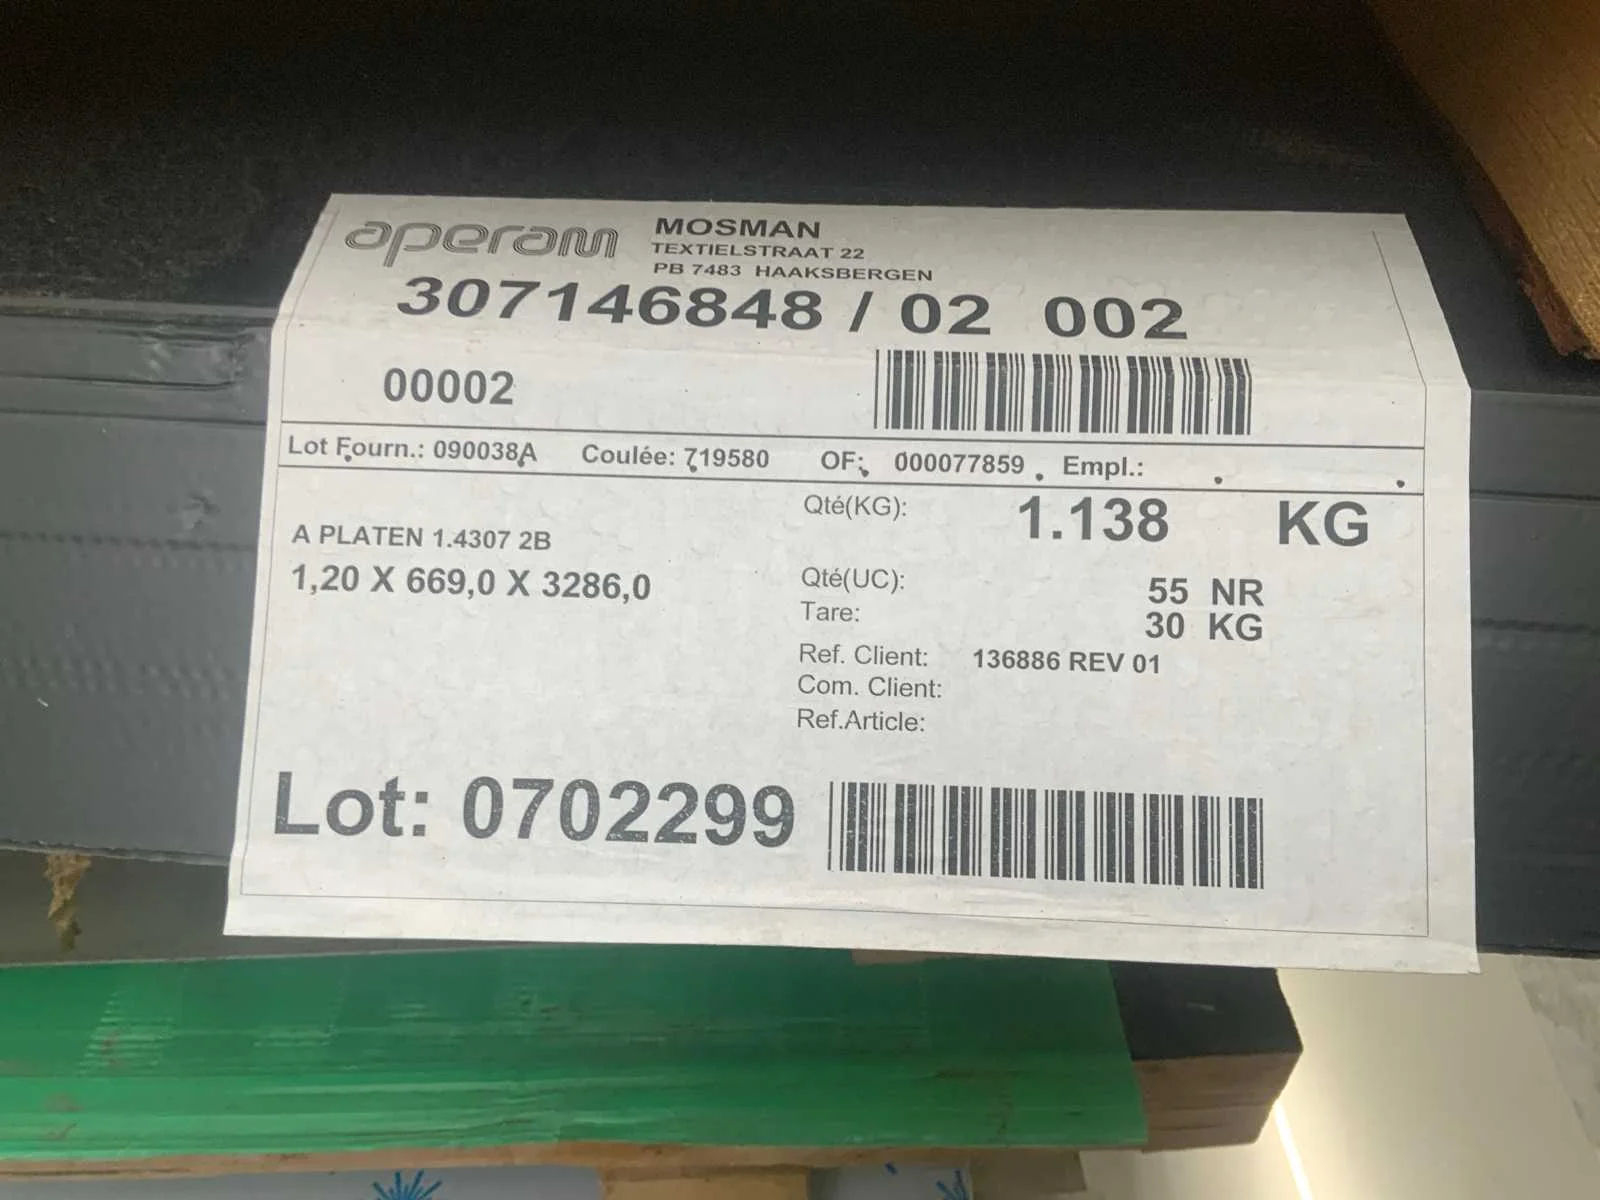 aperam
MOSMAN
TEXTIELSTRAAT 22
PB 7483 HAAKSBERGEN
307146848 / 02 002
00002
Lot Fourn.: 090038A Coulée: 719580 OF: 000077859 Empl.:
Qté(KG): 1.138 KG
A PLATEN 1.4307 2B
1,20 X 669,0 X 3286,0
Qté(UC): 55 NR
Tare: 30 KG
Ref. Client: 136886 REV 01
Com. Client:
Ref.Article:
Lot: 0702299